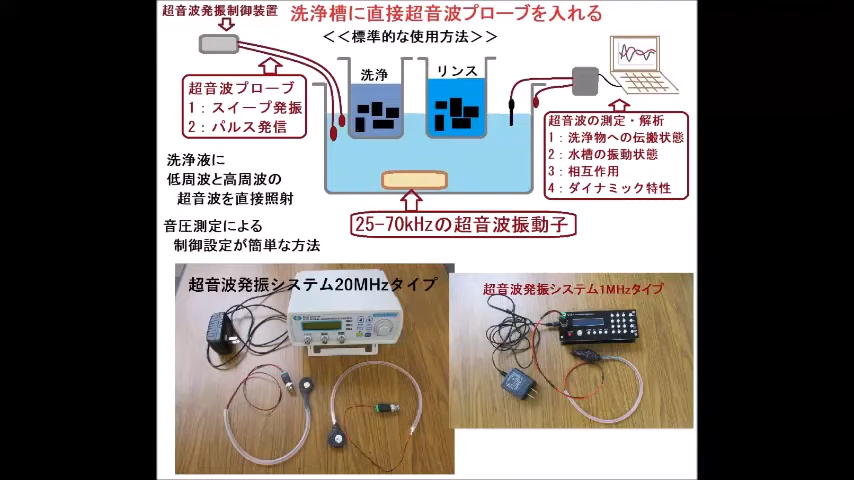 超音波発振制御装置
洗浄槽に直接超音波プローブを入れる
<<標準的な使用方法>>
洗浄
リンス
超音波プローブ
1:スイープ発振
2:パルス発信
超音波の測定・解析
1:洗浄物への伝搬状態
2:水槽の振動状態
3:相互作用
4:ダイナミック特性
洗浄液に
低周波と高周波の
超音波を直接照射
音圧測定による
制御設定が簡単な方法
25-70kHzの超音波振動子
超音波発振システム20MHzタイプ
超音波発振システム1MHzタイプ